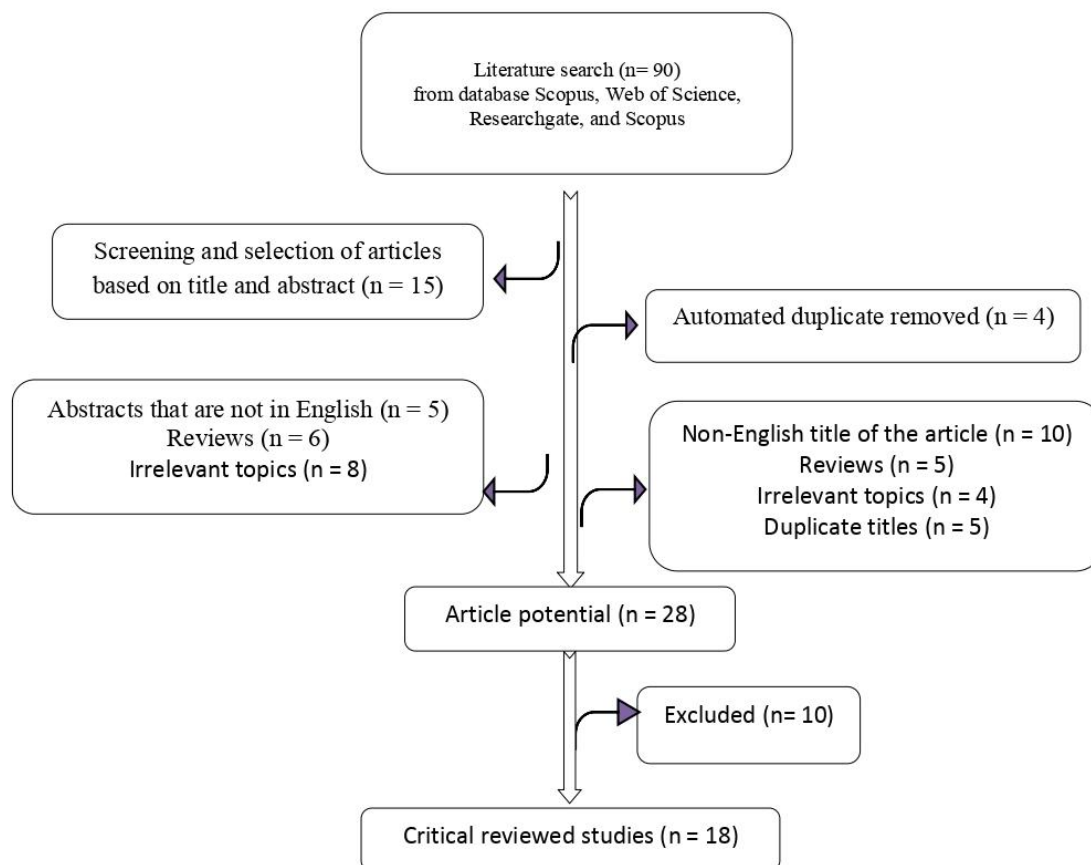 Literature search (n= 90)
from database Scopus, Web of Science,
Researchgate, and Scopus
Screening and selection of articles
based on title and abstract (n = 15)
Automated duplicate removed (n = 4)
Abstracts that are not in English (n = 5)
Reviews (n = 6)
Irrelevant topics (n = 8)
Non-English title of the article (n = 10)
Reviews (n = 5)
Irrelevant topics (n = 4)
Duplicate titles (n = 5)
Article potential (n = 28)
Excluded (n= 10)
Critical reviewed studies (n = 18)